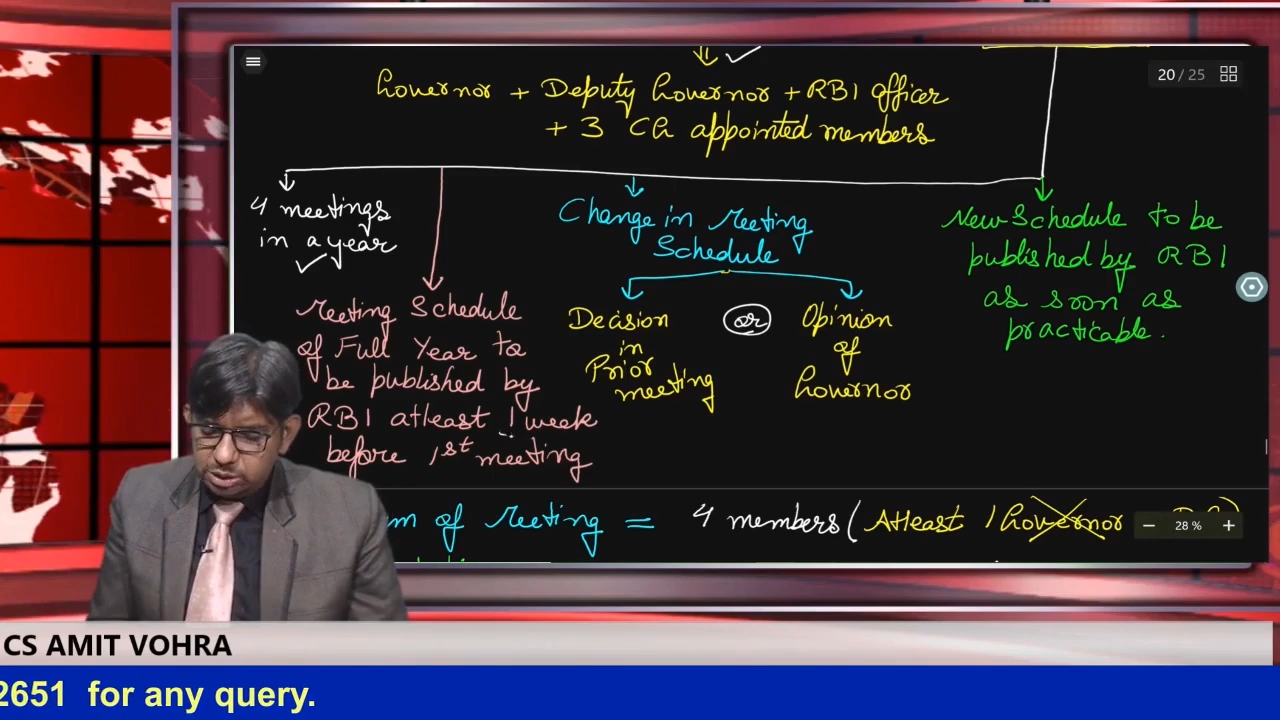 20 / 25
Governor + Deputy Governor + RBI officer
+ 3 CG appointed members
4 meetings
in a year
Change in Meeting
Schedule
New Schedule to be
published by RBI
as soon as
practicable.
Meeting Schedule
of Full Year to
be published by
RBI atleast 1 week
before 1st meeting
Decision
in
Prior
meeting
or
Opinion
of
Governor
m of Meeting = 4 members (Atleast 1 Governor
28 %
CS AMIT VOHRA
2651 for any query.